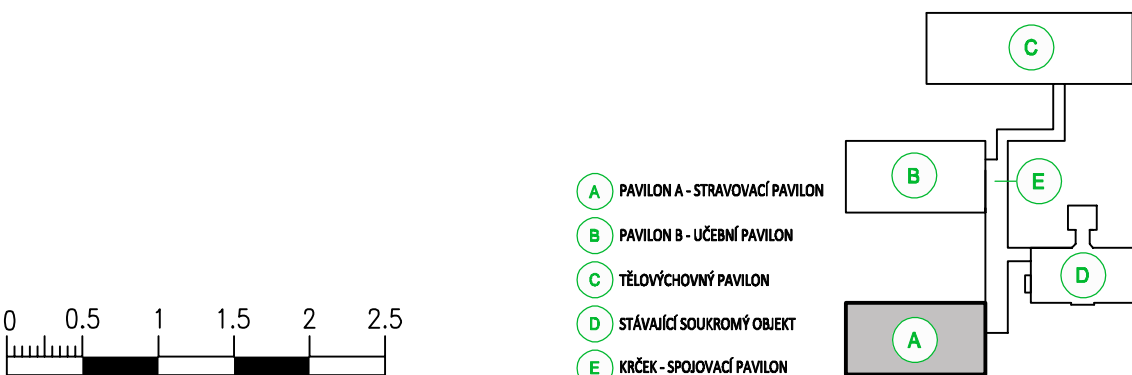 C
B
E
A PAVILON A - STRAVOVACÍ PAVILON
B PAVILON B - UČEBNÍ PAVILON
C TĚLOVÝCHOVNÝ PAVILON
D
0 0.5 1 1.5 2 2.5
D STÁVAJÍCÍ SOUKROMÝ OBJEKT
A
E KRČEK - SPOJOVACÍ PAVILON